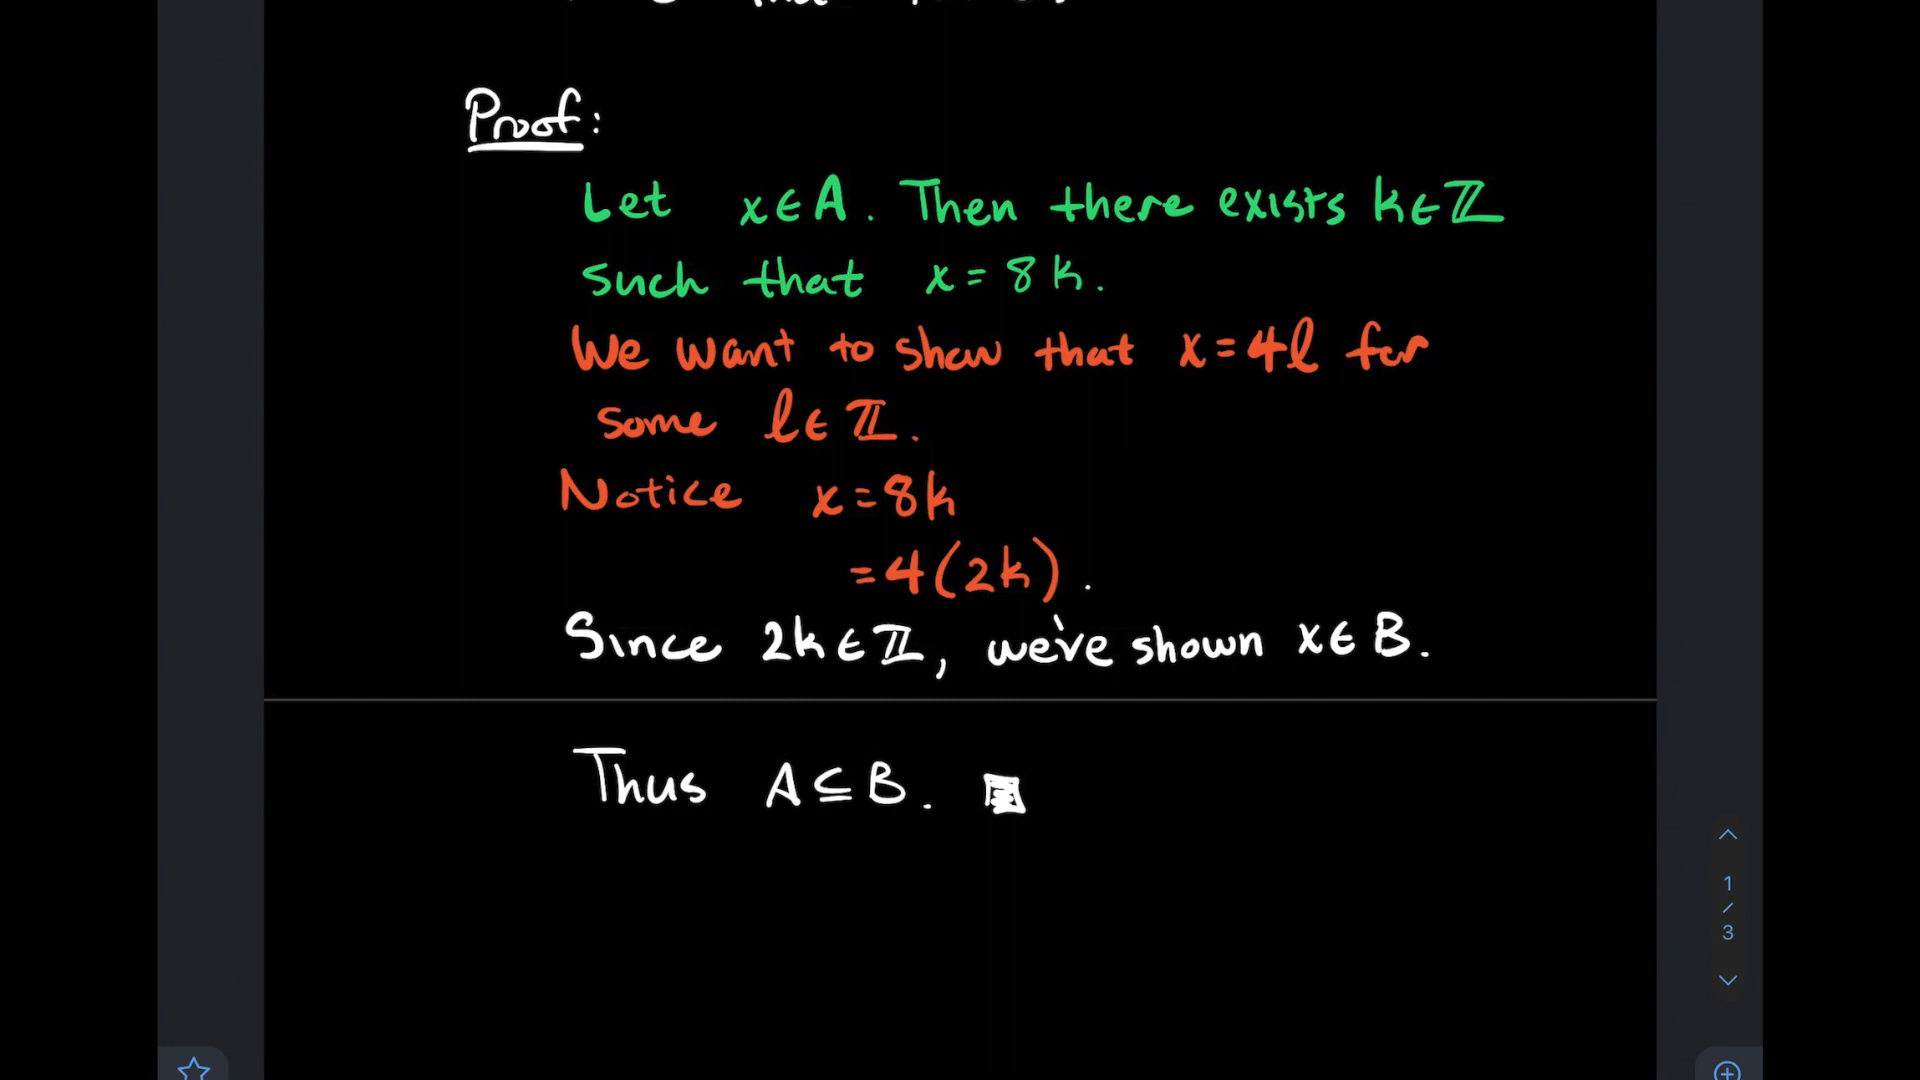 Proof:
Let x∈A. Then there exists k∈ℤ
such that x=8k.
We want to show that x=4ℓ for
some ℓ∈ℤ.
Notice x=8k
=4(2k).
Since 2k∈ℤ, we've shown x∈B.
Thus A⊆B.
1
/
3